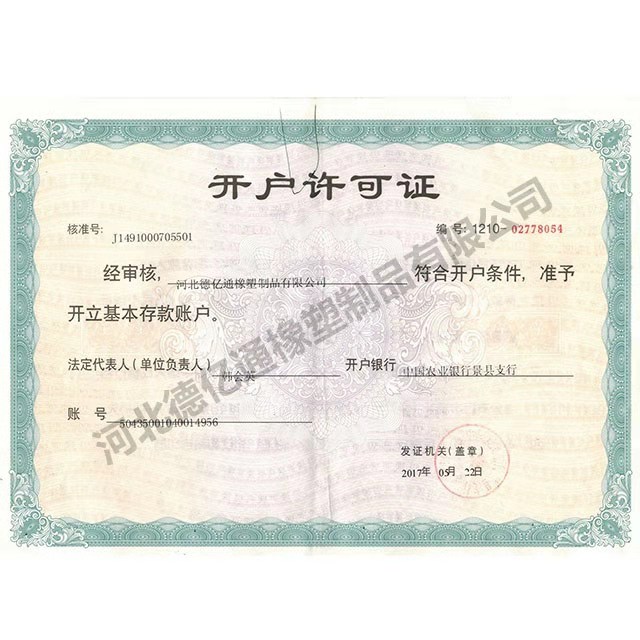 开户许可证
核准号: J1491000705501 编号: 1210-02778054
经审核, 河北德亿通橡塑制品有限公司 符合开户条件, 准予
开立基本存款账户。
法定代表人(单位负责人) 韩会英 开户银行 中国农业银行景县支行
账号 50435001040014956
发证机关(盖章)
2017年 05月 22日
河北德亿通橡塑制品有限公司